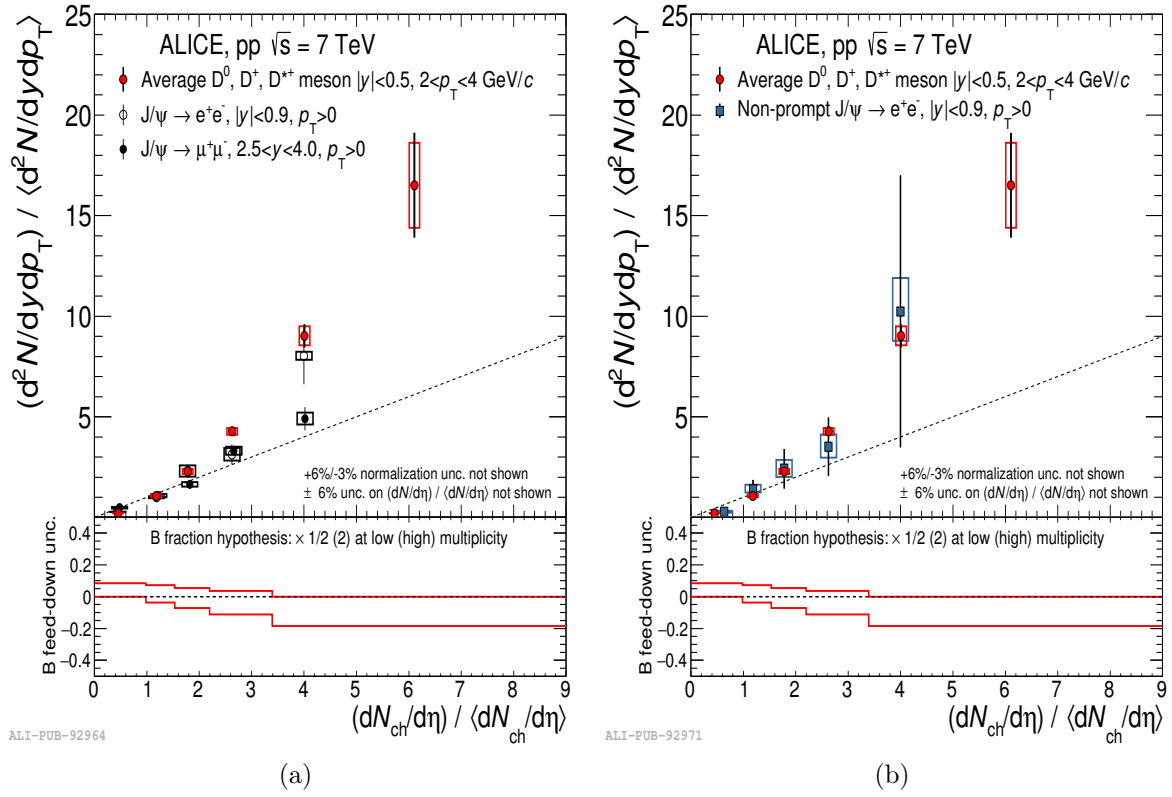 (d²N/dydp_T) / ⟨d²N/dydp_T⟩
25
20
15
10
5
ALICE, pp √s = 7 TeV
Average D⁰, D⁺, D*⁺ meson |y|<0.5, 2<p_T<4 GeV/c
J/ψ → e⁺e⁻, |y|<0.9, p_T>0
J/ψ → μ⁺μ⁻, 2.5<y<4.0, p_T>0
+6%/-3% normalization unc. not shown
± 6% unc. on (dN/dη) / ⟨dN/dη⟩ not shown
B feed-down unc.
0.4
0.2
0
−0.2
−0.4
B fraction hypothesis: × 1/2 (2) at low (high) multiplicity
0 1 2 3 4 5 6 7 8 9
(dN_ch/dη) / ⟨dN_ch/dη⟩
ALI-PUB-92964
(a)
(d²N/dydp_T) / ⟨d²N/dydp_T⟩
25
20
15
10
5
ALICE, pp √s = 7 TeV
Average D⁰, D⁺, D*⁺ meson |y|<0.5, 2<p_T<4 GeV/c
Non-prompt J/ψ → e⁺e⁻, |y|<0.9, p_T>0
+6%/-3% normalization unc. not shown
± 6% unc. on (dN/dη) / ⟨dN/dη⟩ not shown
B feed-down unc.
0.4
0.2
0
−0.2
−0.4
B fraction hypothesis: × 1/2 (2) at low (high) multiplicity
0 1 2 3 4 5 6 7 8 9
(dN_ch/dη) / ⟨dN_ch/dη⟩
ALI-PUB-92971
(b)